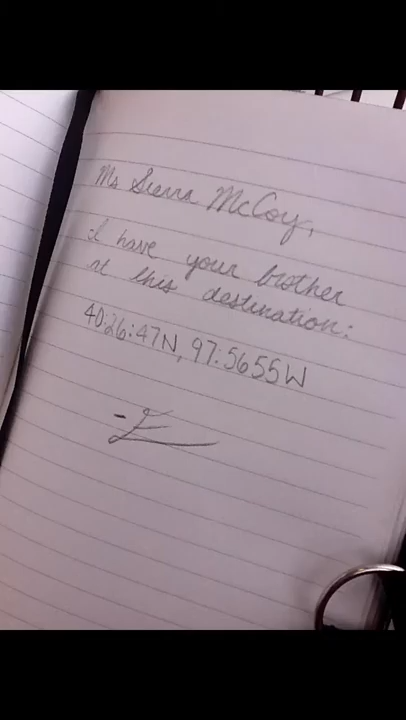 Ms Sierra McCoy,
I have your brother
at this destination:
40:26:47N, 97:5655W
-E